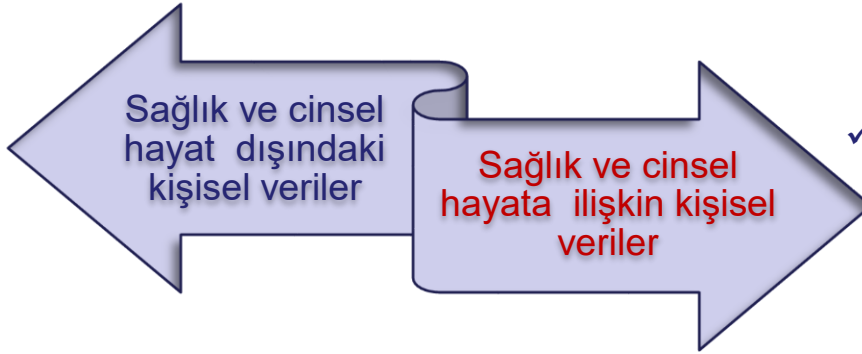 Sağlık ve cinsel
hayat dışındaki
kişisel veriler
Sağlık ve cinsel
hayata ilişkin kişisel
veriler